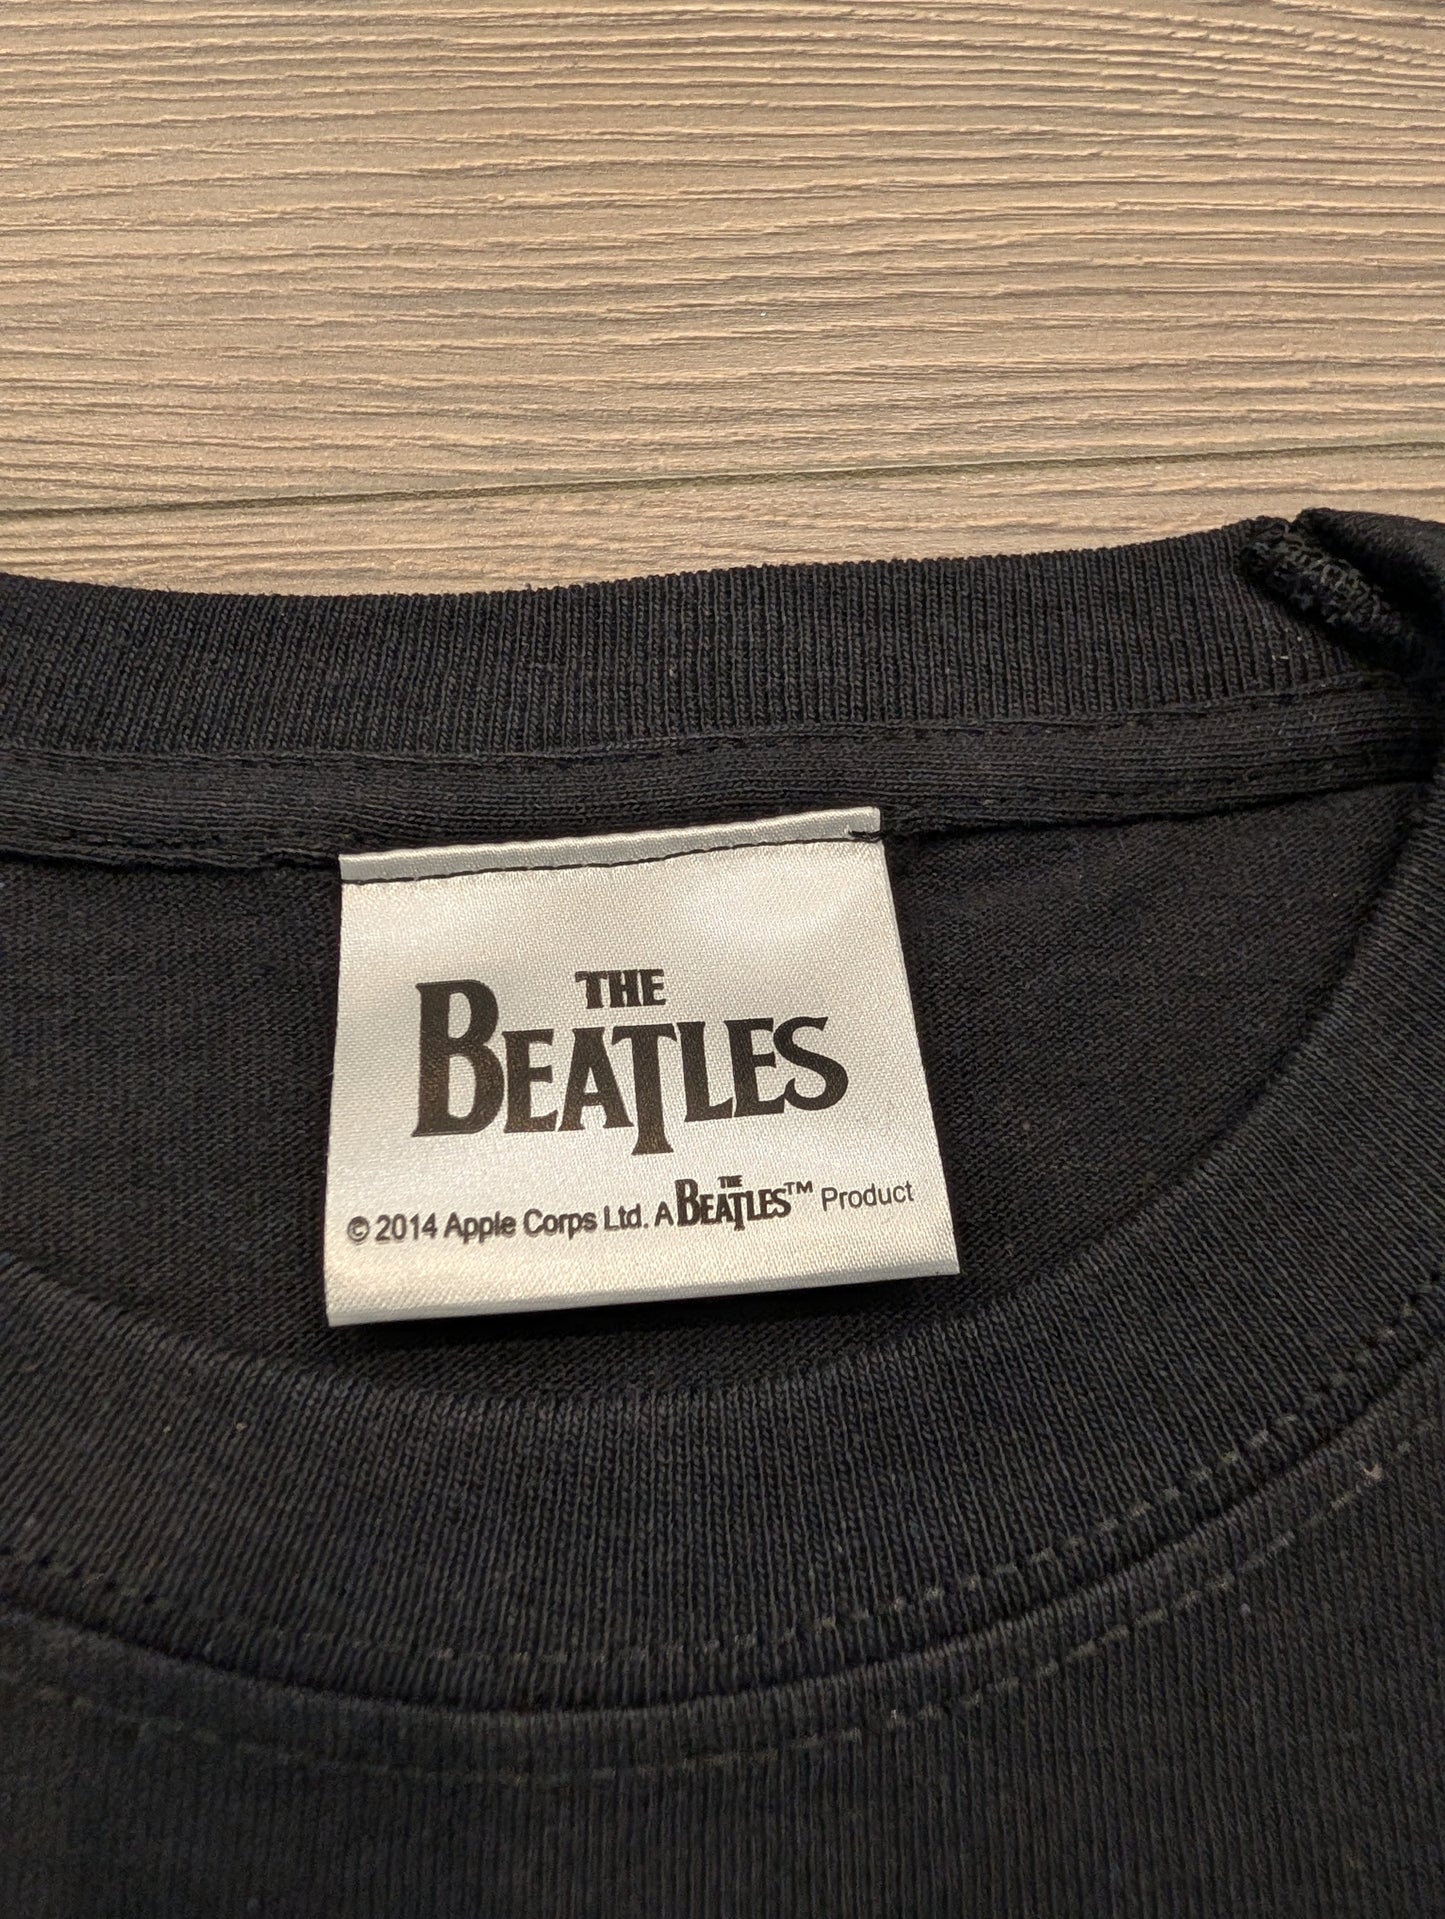 THE
BEATLES
© 2014 Apple Corps Ltd. A THE BEATLES™ Product